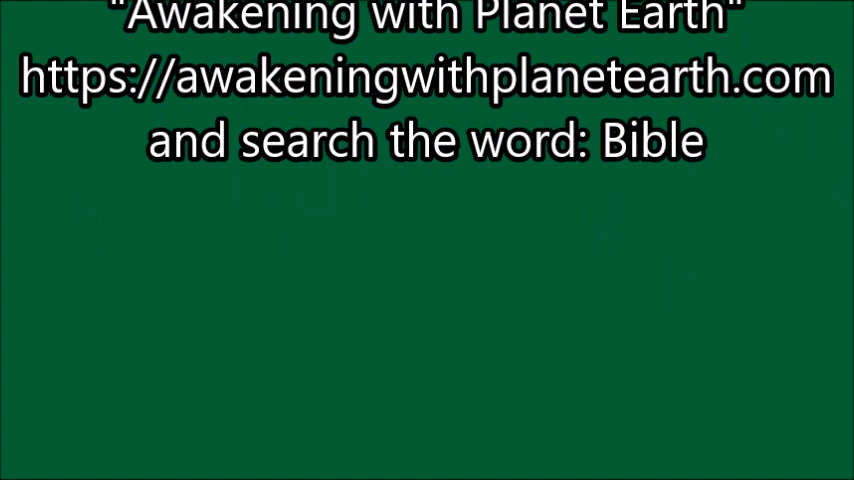 "Awakening with Planet Earth"
https://awakeningwithplanetearth.com
and search the word: Bible